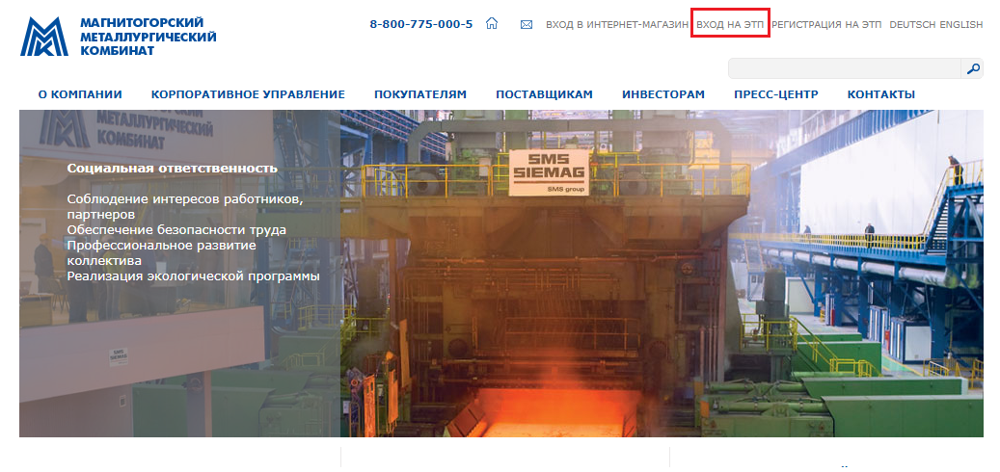 МАГНИТОГОРСКИЙ
МЕТАЛЛУРГИЧЕСКИЙ
КОМБИНАТ
8-800-775-000-5
ВХОД В ИНТЕРНЕТ-МАГАЗИН
ВХОД НА ЭТП
РЕГИСТРАЦИЯ НА ЭТП
DEUTSCH ENGLISH
О КОМПАНИИ
КОРПОРАТИВНОЕ УПРАВЛЕНИЕ
ПОКУПАТЕЛЯМ
ПОСТАВЩИКАМ
ИНВЕСТОРАМ
ПРЕСС-ЦЕНТР
КОНТАКТЫ
МЕТАЛЛУРГИЧЕСКИЙ
КОМБИНАТ
Социальная ответственность
Соблюдение интересов работников,
партнеров
Обеспечение безопасности труда
Профессиональное развитие
коллектива
Реализация экологической программы
SMS
SIEMAG
SMS group
SMS
SIEMAG